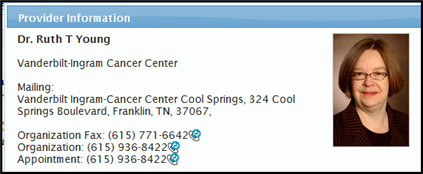 Provider Information
Dr. Ruth T Young
Vanderbilt-Ingram Cancer Center
Mailing:
Vanderbilt Ingram-Cancer Center Cool Springs, 324 Cool
Springs Boulevard, Franklin, TN, 37067,
Organization Fax: (615) 771-6642
Organization: (615) 936-8422
Appointment: (615) 936-8422